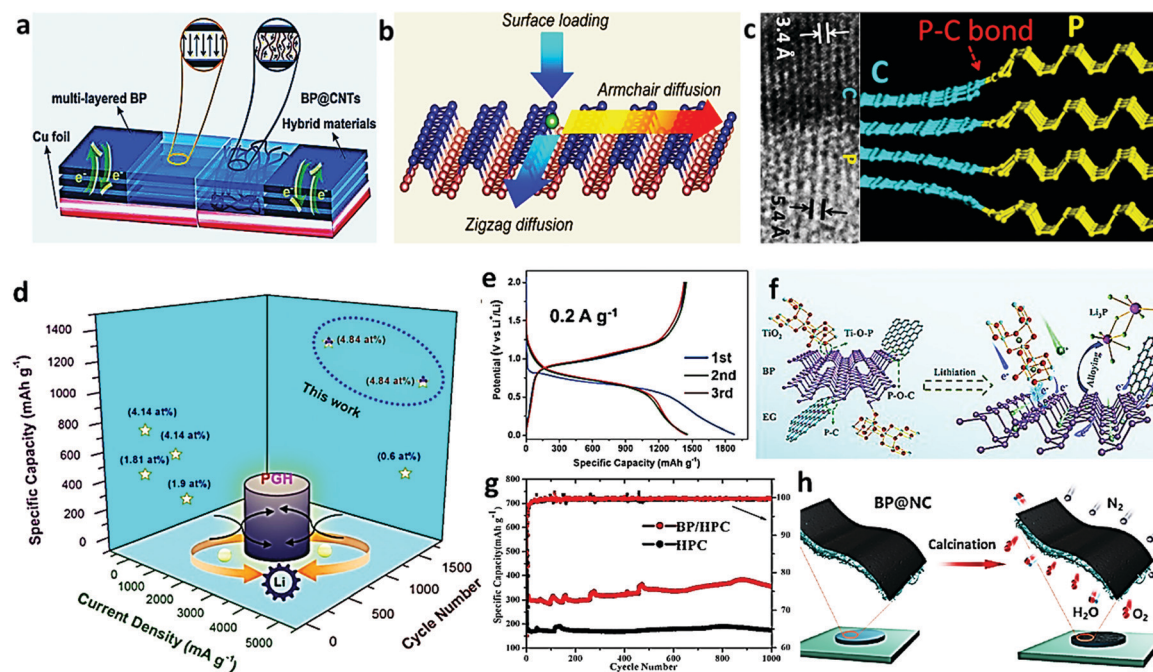 a
multi-layered BP
Cu foil
BP@CNTs
Hybrid materials
e-
e-
e-
e-
b
Surface loading
Armchair diffusion
Zigzag diffusion
c
3.4 Å
C
P
5.4 Å
P-C bond
P
C
d
Specific Capacity (mAh g-1)
1400
1200
1000
800
600
400
200
0
(4.84 at%)
(4.84 at%)
This work
(4.14 at%)
(4.14 at%)
(1.81 at%)
(1.9 at%)
(0.6 at%)
PGH
Li
0
1000
2000
3000
4000
5000
Current Density (mA g-1)
0
500
1000
1500
Cycle Number
e
Potential (V vs Li+/Li)
2.0
1.5
1.0
0.5
0.0
0.2 A g-1
1st
2nd
3rd
0 300 600 900 1200 1500 1800
Specific Capacity (mAh g-1)
f
TiO2
Ti-O-P
BP
P-O-C
EG
P-C
Lithiation
Li3P
Alloying
e-
e-
e-
e-
g
Specific Capacity(mAh g-1)
800
700
600
500
400
300
200
100
BP/HPC
HPC
100
95
90
85
80
75
70
65
0 200 400 600 800 1000
Cyecle Number
h
BP@NC
Calcination
N2
H2O
O2